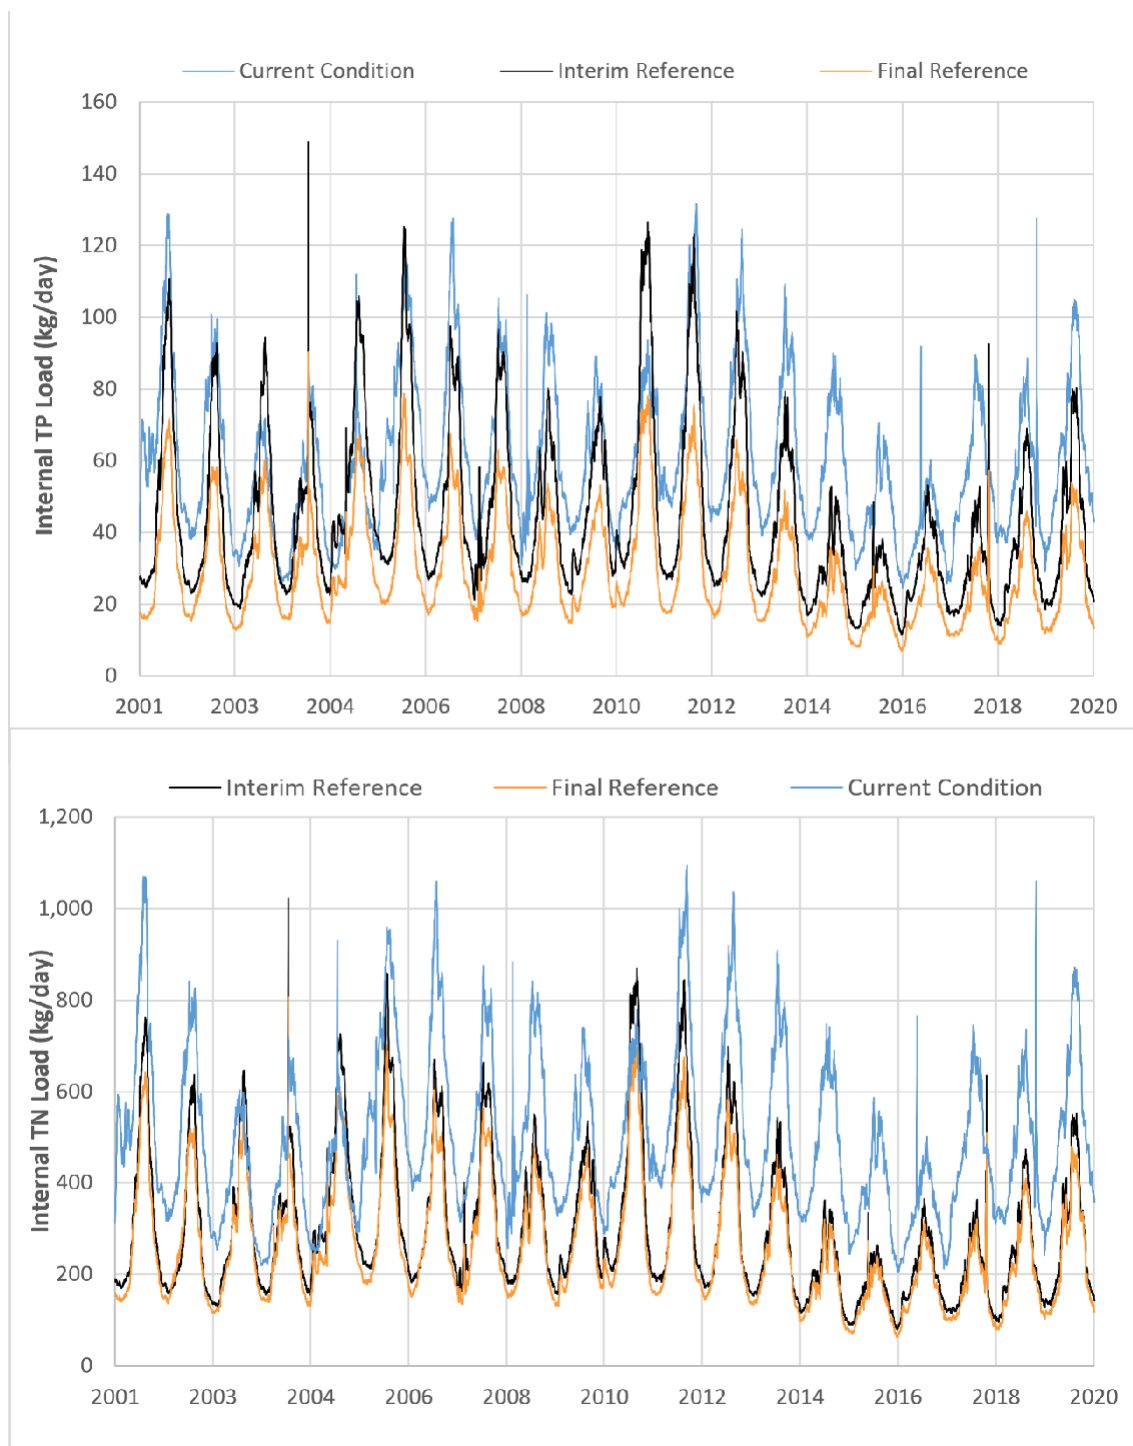 Current Condition Interim Reference Final Reference
160
140
120
100
80
60
40
20
0
Internal TP Load (kg/day)
2001 2003 2004 2006 2008 2010 2012 2014 2016 2018 2020
Interim Reference Final Reference Current Condition
1,200
1,000
800
600
400
200
0
Internal TN Load (kg/day)
2001 2003 2004 2006 2008 2010 2012 2014 2016 2018 2020